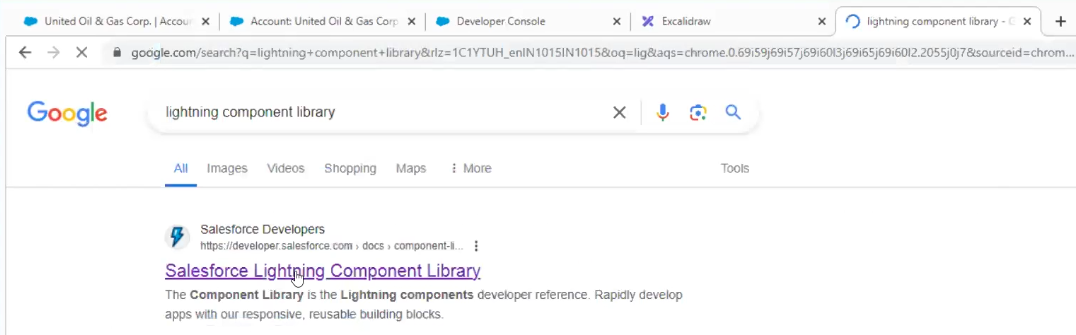 United Oil & Gas Corp. | Accoun
Account: United Oil & Gas Corp
Developer Console
Excalidraw
lightning component library - G
google.com/search?q=lightning+component+library&rlz=1C1YTUH_enIN1015IN1015&oq=lig&aqs=chrome.0.69i59j69i57j69i60l3j69i65j69i60l2.2055j0j7&sourceid=chrom...
Google
lightning component library
All
Images
Videos
Shopping
Maps
More
Tools
Salesforce Developers
https://developer.salesforce.com › docs › component-li...
Salesforce Lightning Component Library
The Component Library is the Lightning components developer reference. Rapidly develop
apps with our responsive, reusable building blocks.